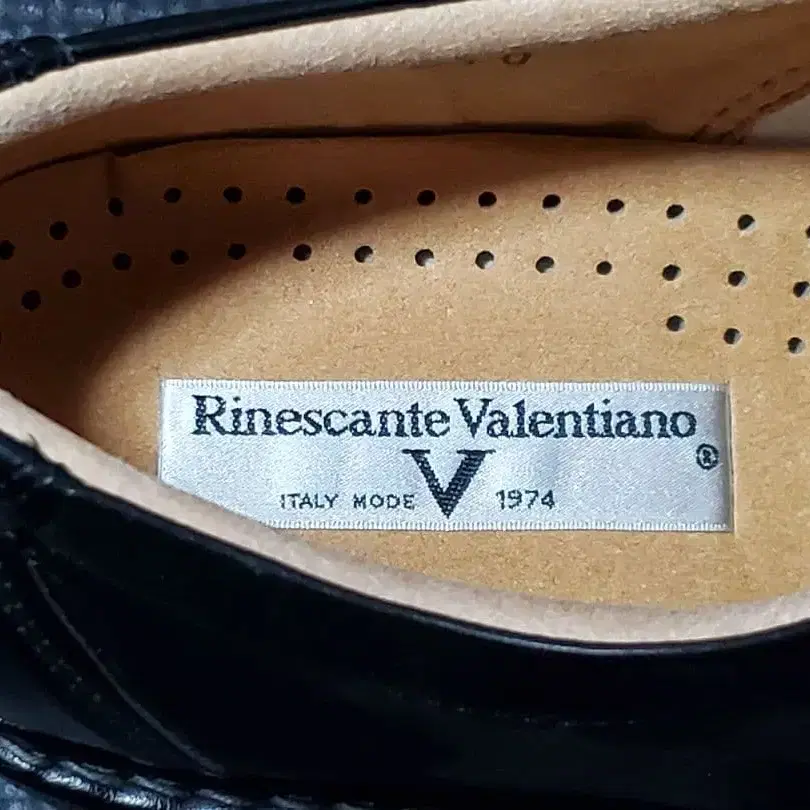 Rinescante Valentiano
®
V
ITALY MODE 1974